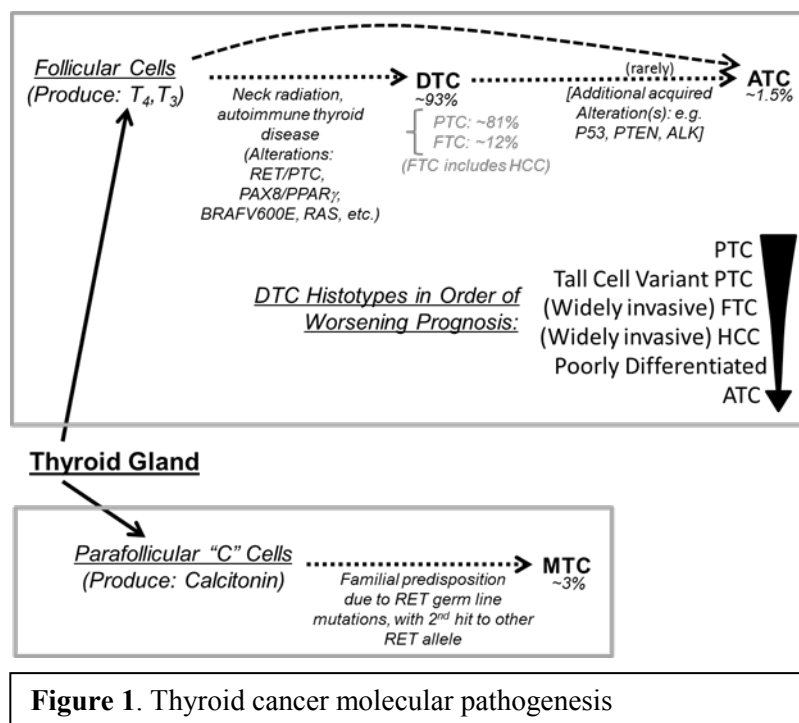 Follicular Cells
(Produce: T4,T3)
Neck radiation,
autoimmune thyroid
disease
(Alterations:
RET/PTC,
PAX8/PPARγ,
BRAFV600E, RAS, etc.)
DTC
~93%
PTC: ~81%
FTC: ~12%
(FTC includes HCC)
(rarely)
[Additional acquired
Alteration(s): e.g.
P53, PTEN, ALK]
ATC
~1.5%
DTC Histotypes in Order of
Worsening Prognosis:
PTC
Tall Cell Variant PTC
(Widely invasive) FTC
(Widely invasive) HCC
Poorly Differentiated
ATC
Thyroid Gland
Parafollicular “C” Cells
(Produce: Calcitonin)
Familial predisposition
due to RET germ line
mutations, with 2nd hit to other
RET allele
MTC
~3%
Figure 1. Thyroid cancer molecular pathogenesis